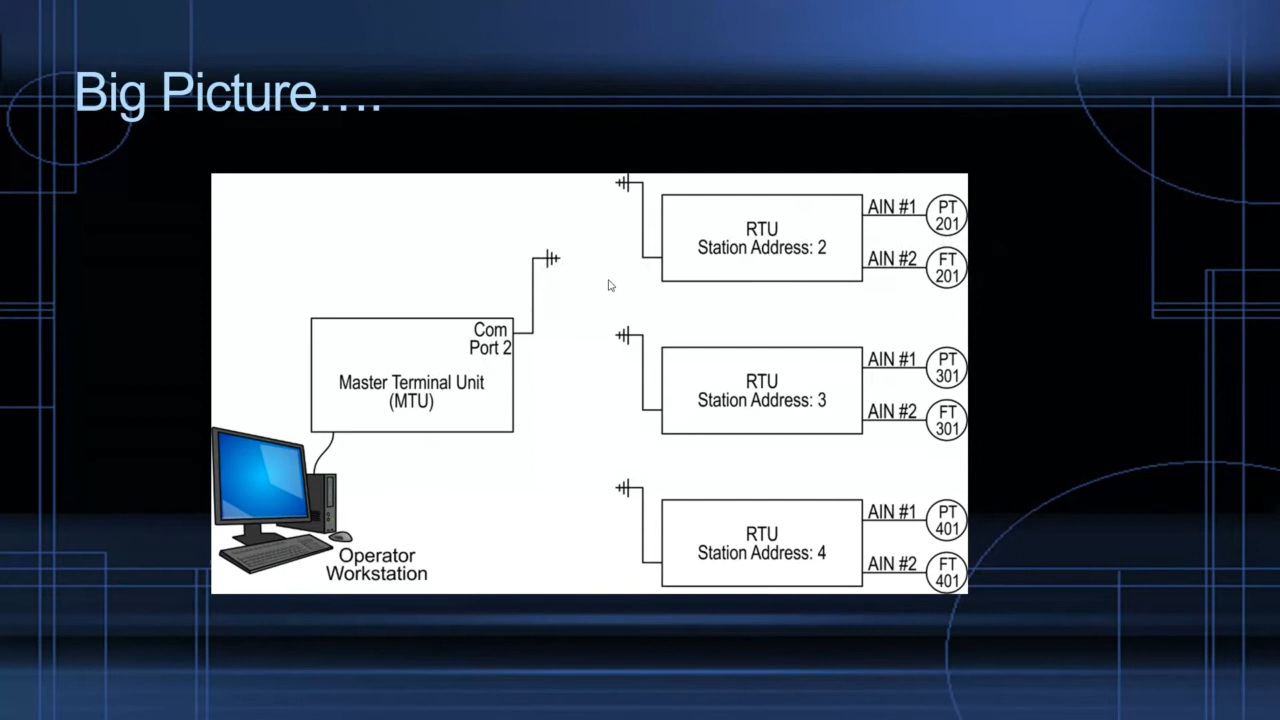 Big Picture….
Com
Port 2
Master Terminal Unit
(MTU)
Operator
Workstation
RTU
Station Address: 2
AIN #1
PT
201
AIN #2
FT
201
RTU
Station Address: 3
AIN #1
PT
301
AIN #2
FT
301
RTU
Station Address: 4
AIN #1
PT
401
AIN #2
FT
401